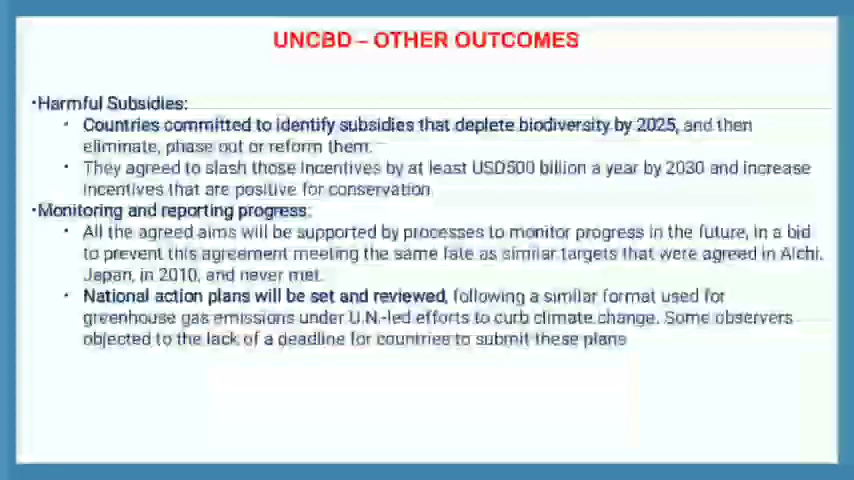 UNCBD – OTHER OUTCOMES
•Harmful Subsidies:
• Countries committed to identify subsidies that deplete biodiversity by 2025, and then
eliminate, phase out or reform them.
• They agreed to slash those incentives by at least USD500 billion a year by 2030 and increase
incentives that are positive for conservation
•Monitoring and reporting progress:
• All the agreed aims will be supported by processes to monitor progress in the future, in a bid
to prevent this agreement meeting the same fate as similar targets that were agreed in Aichi,
Japan, in 2010, and never met.
• National action plans will be set and reviewed, following a similar format used for
greenhouse gas emissions under U.N.-led efforts to curb climate change. Some observers
objected to the lack of a deadline for countries to submit these plans